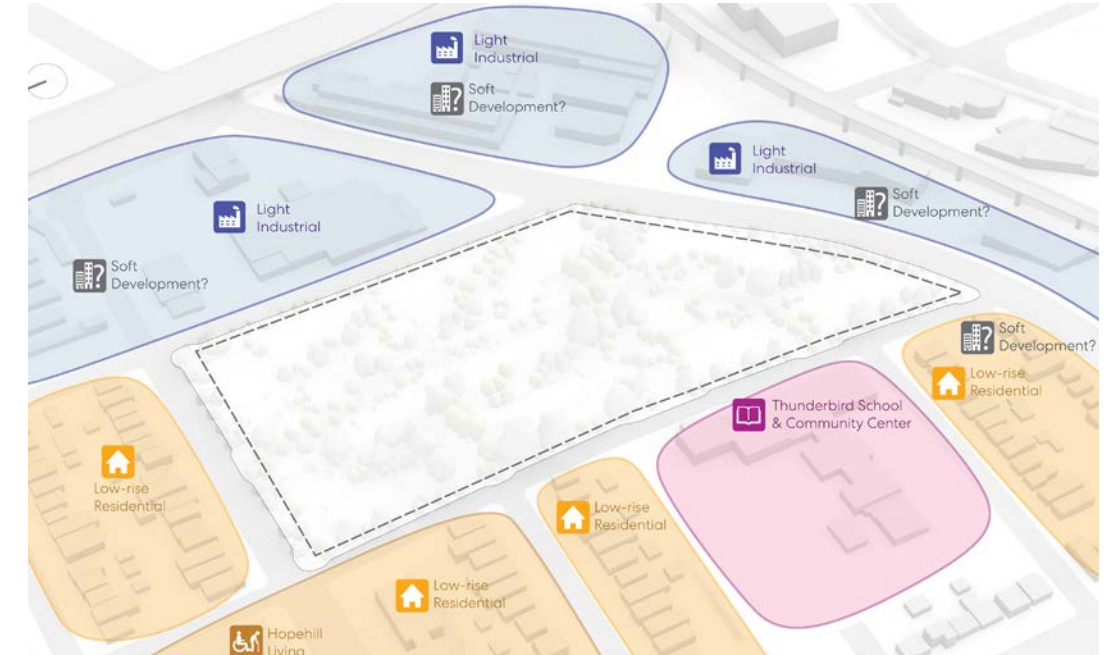 Light
Industrial
?
Soft
Development?
Light
Industrial
?
Soft
Development?
Light
Industrial
?
Soft
Development?
?
Soft
Development?
Low-rise
Residential
Thunderbird School
& Community Center
Low-rise
Residential
Low-rise
Residential
Low-rise
Residential
Hopehill
Living